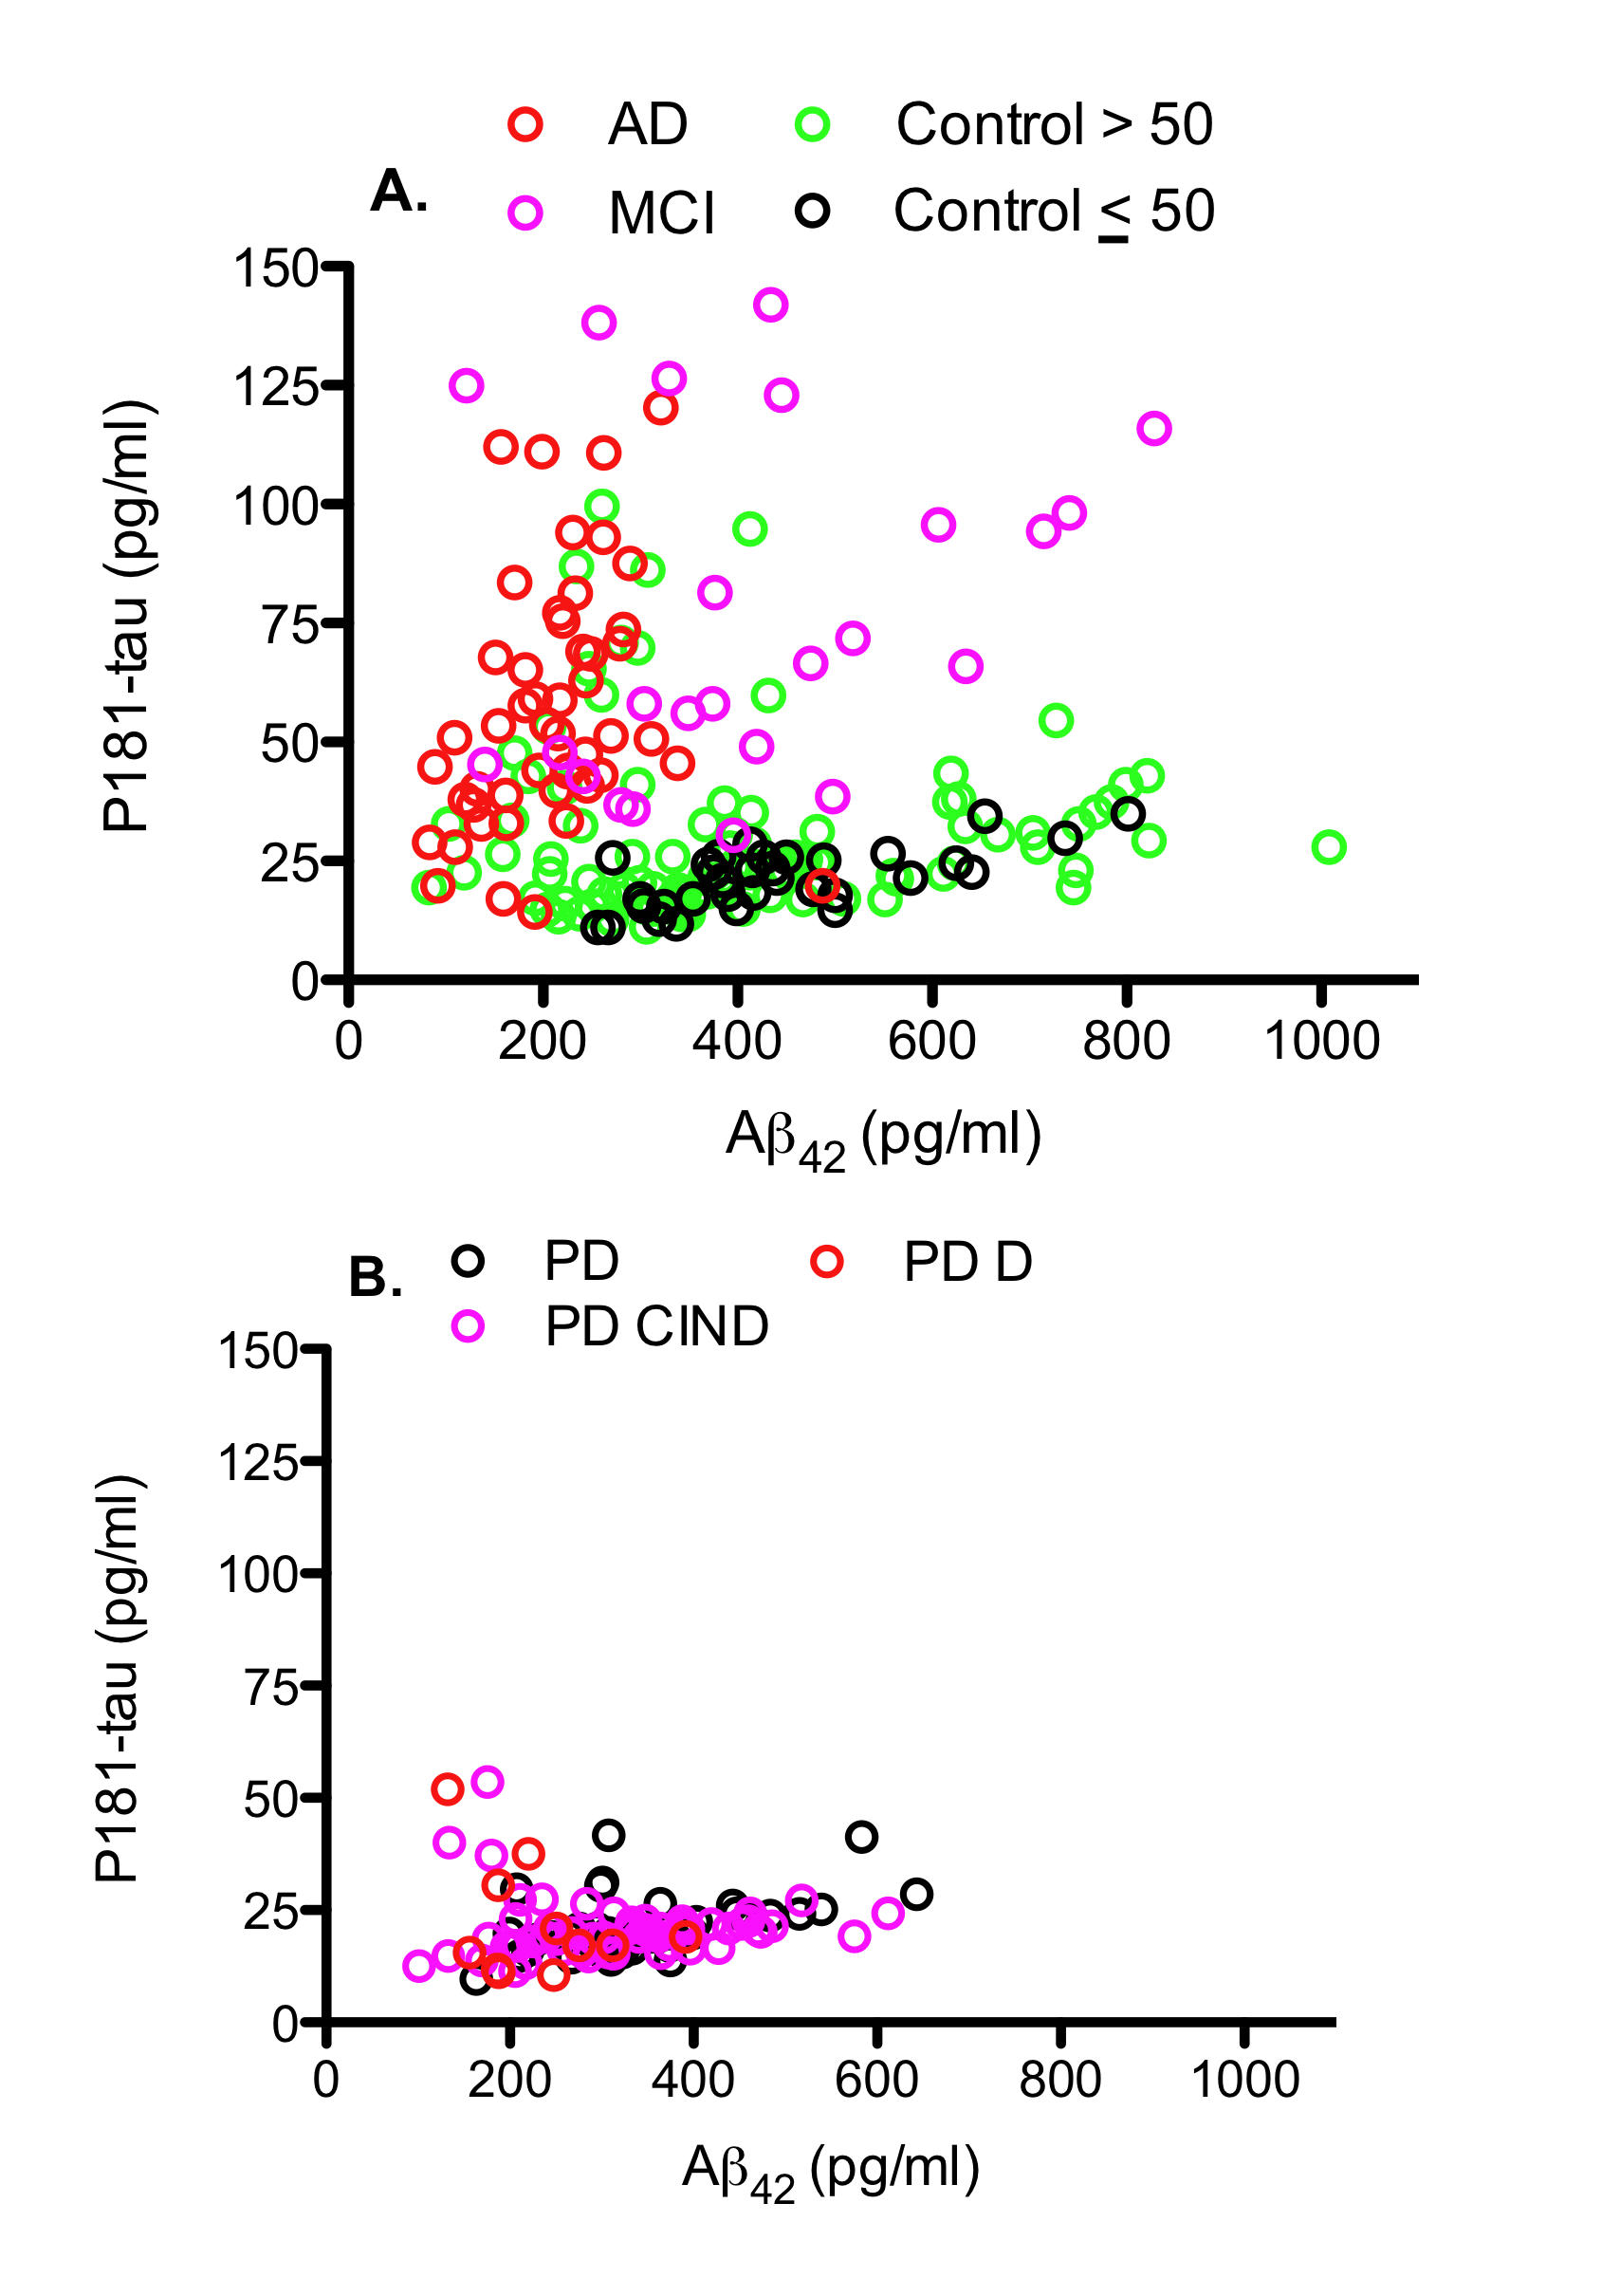 AD
Control > 50
A.
MCI
Control ≤ 50
150
125
100
75
50
25
0
P181-tau (pg/ml)
0 200 400 600 800 1000
Aβ42 (pg/ml)
B.
PD
PD D
PD CIND
150
125
100
75
50
25
0
P181-tau (pg/ml)
0 200 400 600 800 1000
Aβ42 (pg/ml)